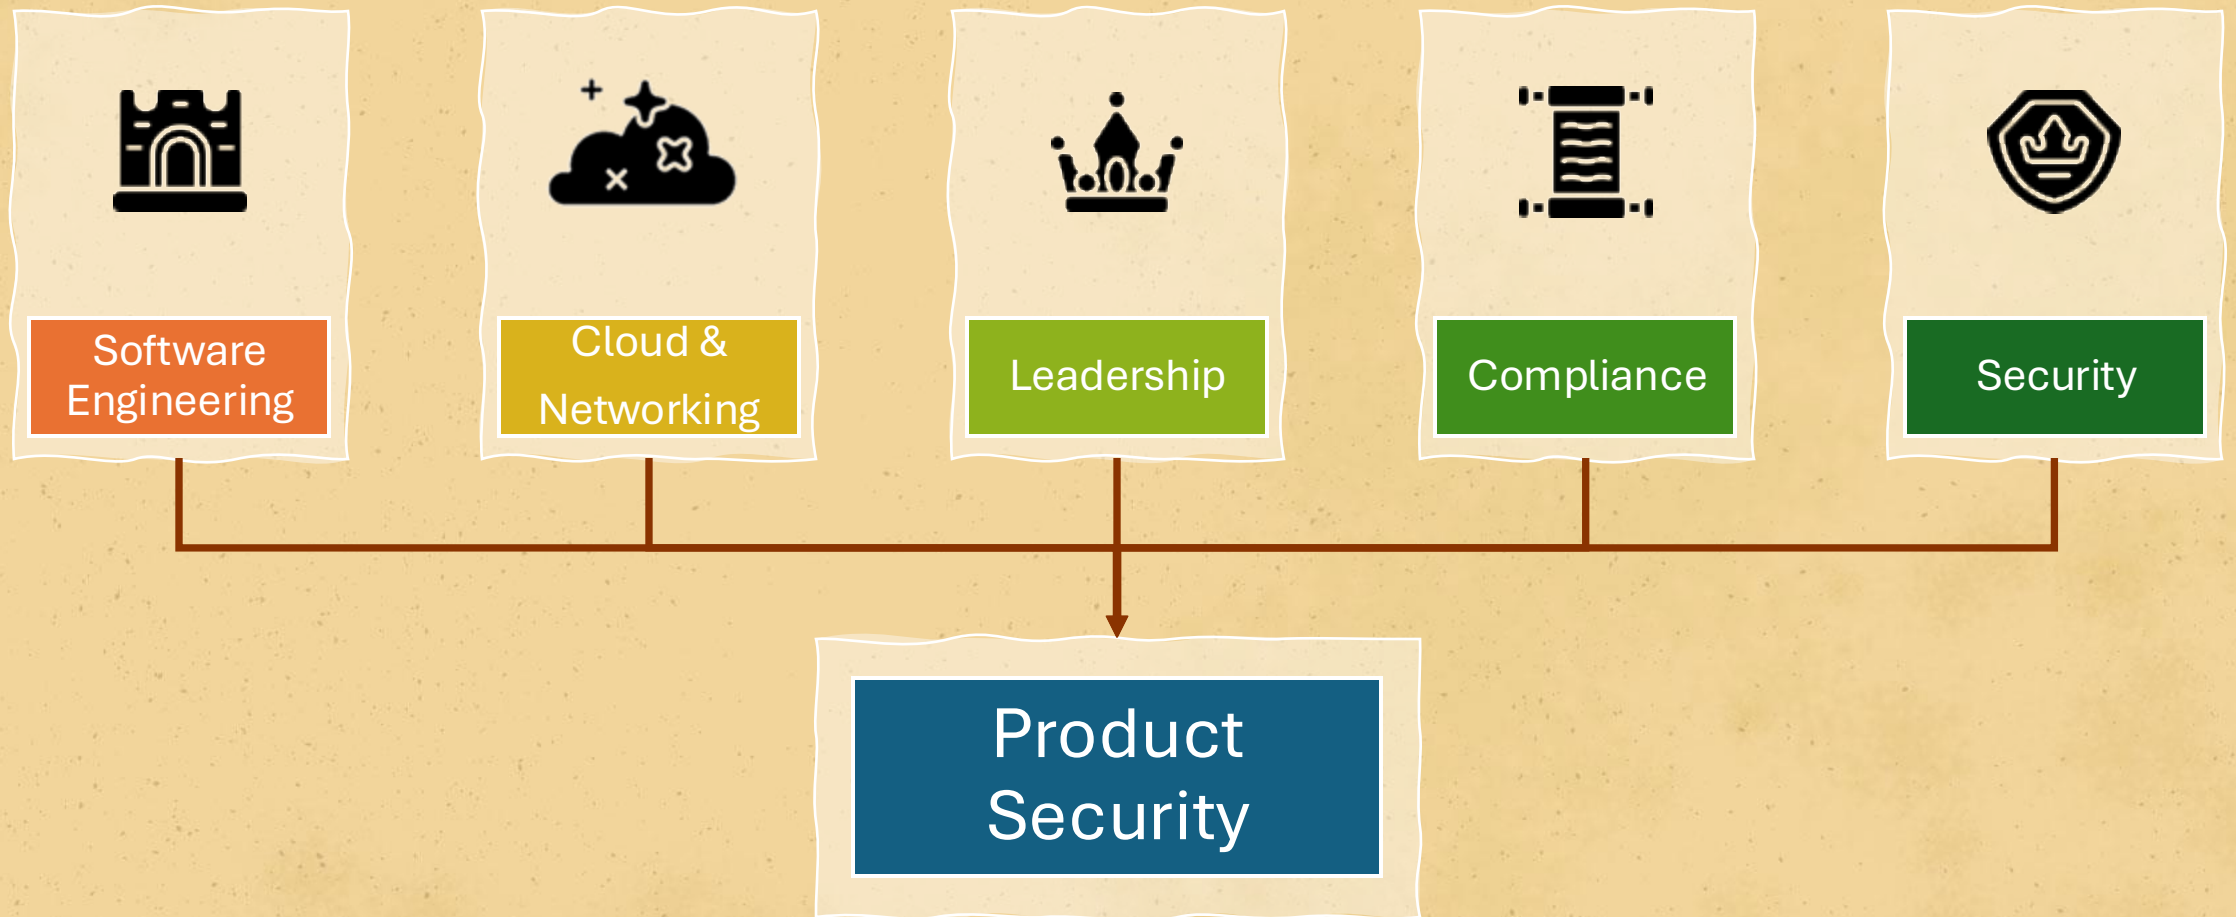 Software
Engineering
Cloud &
Networking
Leadership
Compliance
Security
Product
Security